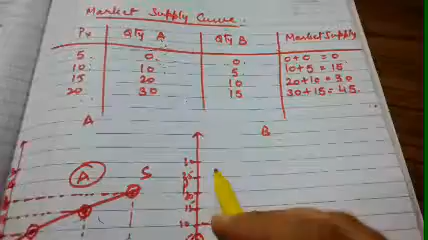 Market Supply Curve.
Px Qty A Qty B Market Supply
5 0 0 0+0 = 0
10 10 5 10+5 = 15
15 20 10 20+10 = 30
20 30 15 30+15 = 45
A B
A S